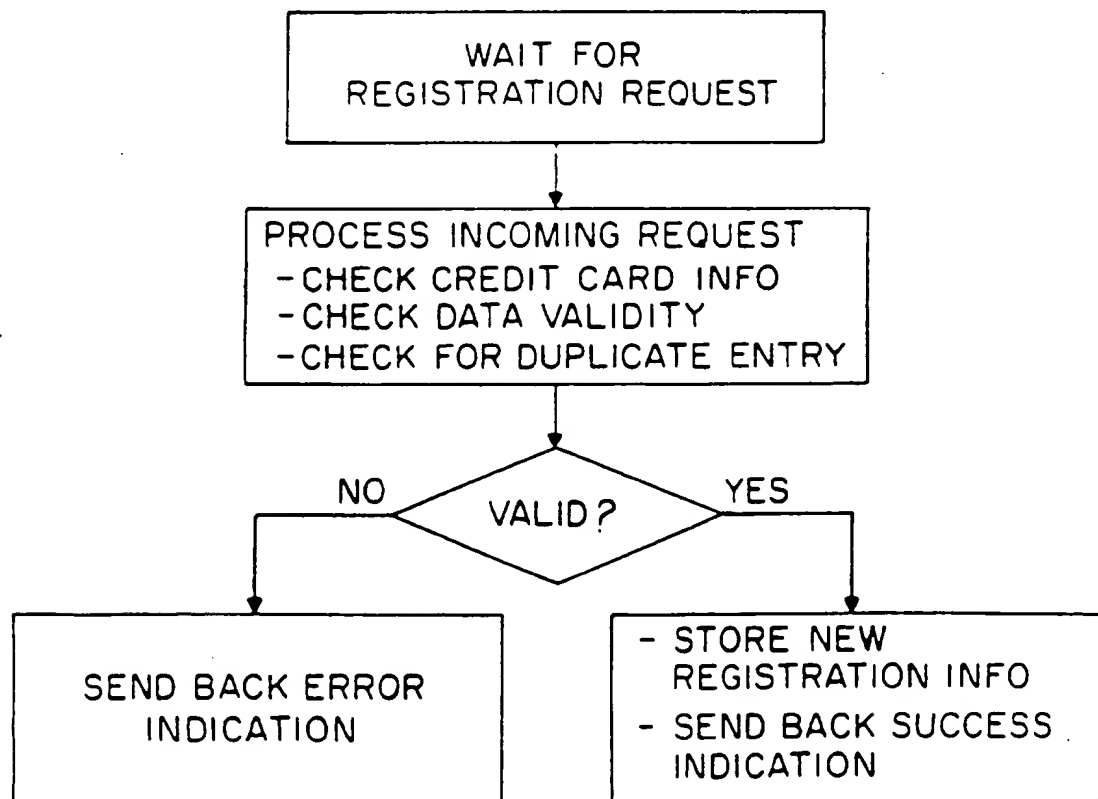 WAIT FOR
REGISTRATION REQUEST
PROCESS INCOMING REQUEST
-CHECK CREDIT CARD INFO
-CHECK DATA VALIDITY
-CHECK FOR DUPLICATE ENTRY
NO
VALID?
YES
SEND BACK ERROR
INDICATION
- STORE NEW
REGISTRATION INFO
- SEND BACK SUCCESS
INDICATION